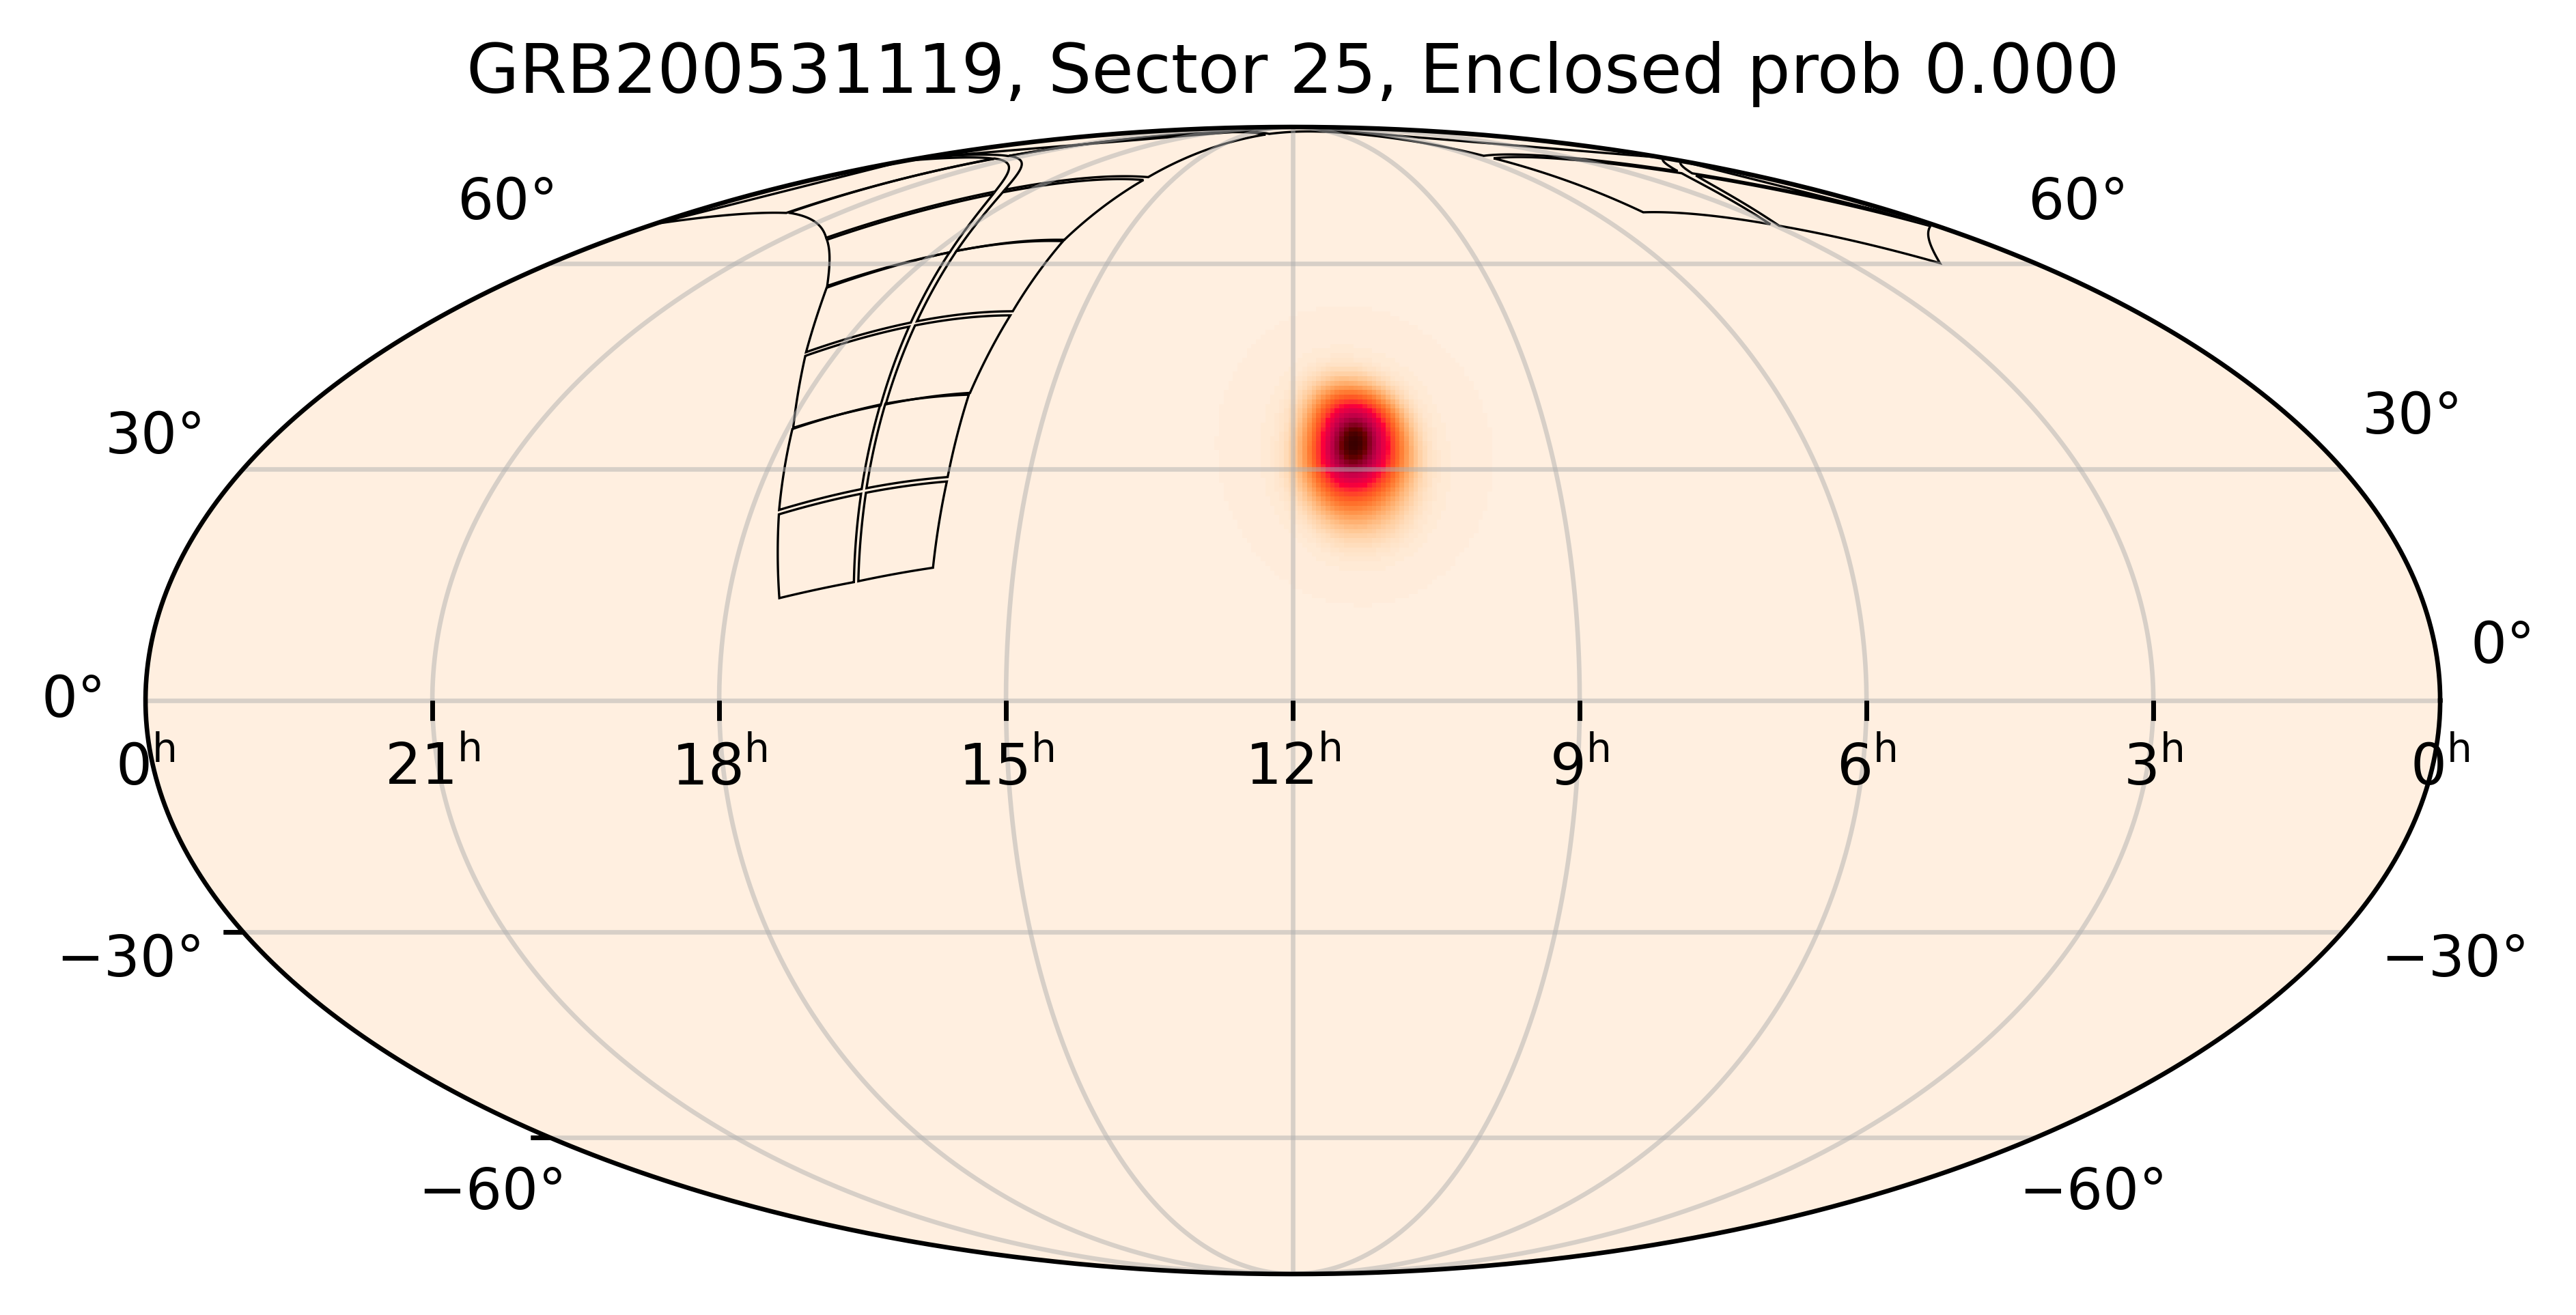 GRB200531119, Sector 25, Enclosed prob 0.000
60° 60°
30° 30°
0° 0°
0ʰ 21ʰ 18ʰ 15ʰ 12ʰ 9ʰ 6ʰ 3ʰ 0ʰ
−30° −30°
−60° −60°